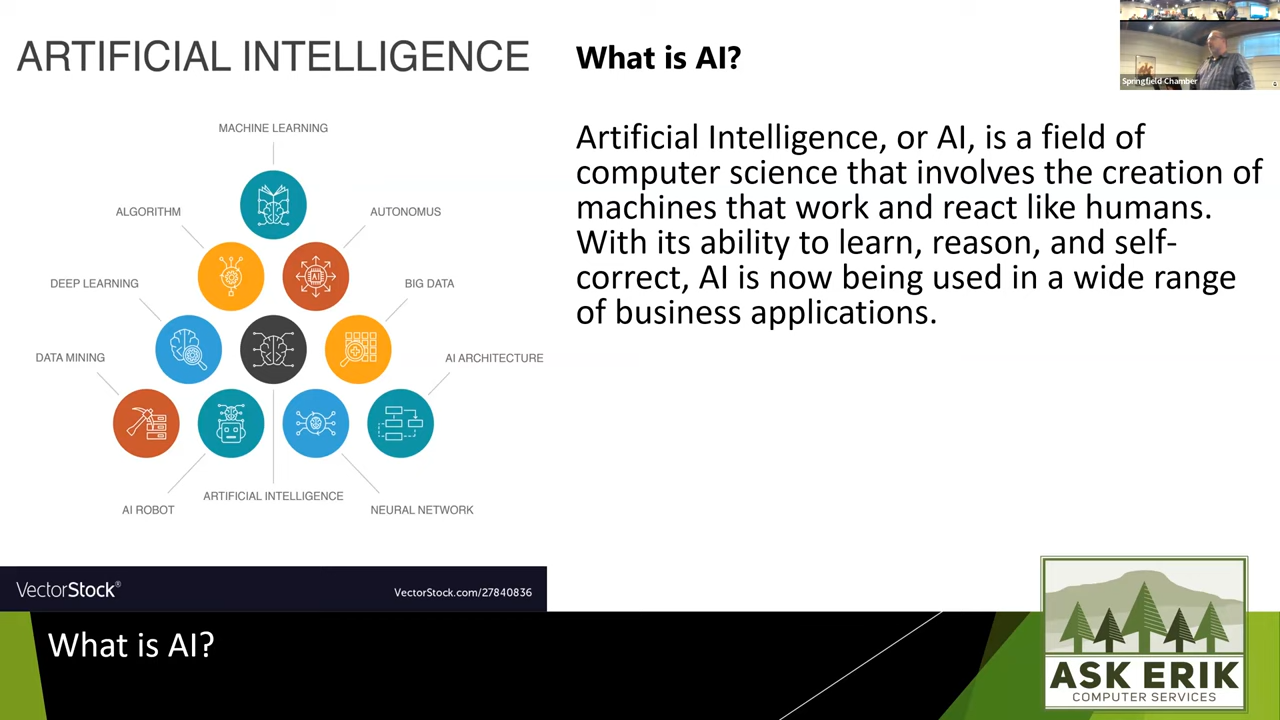 ARTIFICIAL INTELLIGENCE
MACHINE LEARNING
ALGORITHM
AUTONOMUS
DEEP LEARNING
BIG DATA
DATA MINING
AI ARCHITECTURE
AI
AI ROBOT
ARTIFICIAL INTELLIGENCE
NEURAL NETWORK
VectorStock®
VectorStock.com/27840836
What is AI?
Artificial Intelligence, or AI, is a field of
computer science that involves the creation of
machines that work and react like humans.
With its ability to learn, reason, and self-
correct, AI is now being used in a wide range
of business applications.
Springfield Chamber
What is AI?
ASK ERIK
COMPUTER SERVICES